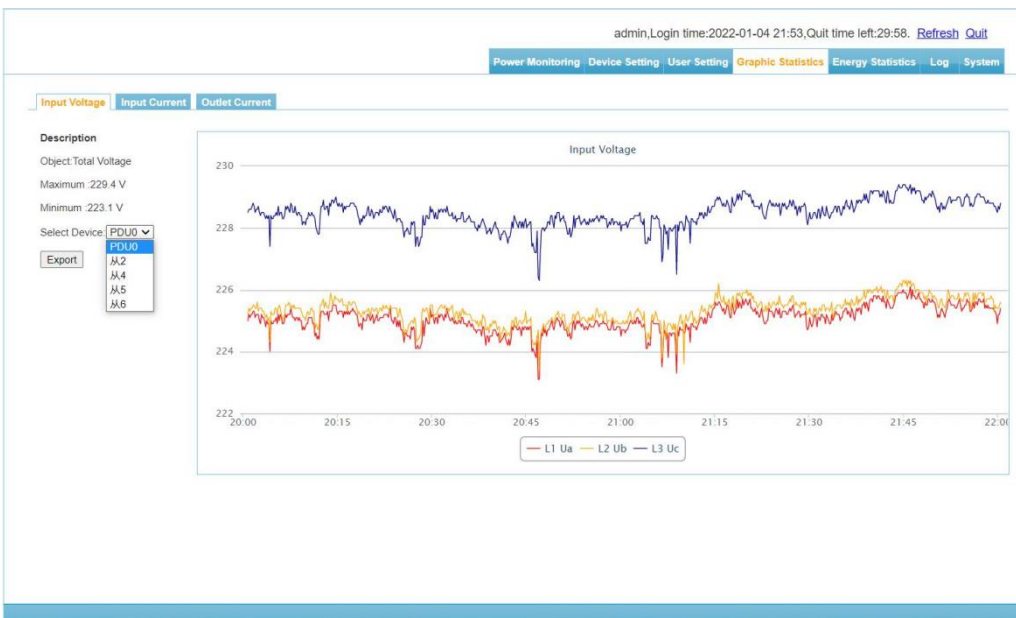 admin,Login time:2022-01-04 21:53,Quit time left:29:58. Refresh Quit
Power Monitoring Device Setting User Setting Graphic Statistics Energy Statistics Log System
Input Voltage Input Current Outlet Current
Description
Object:Total Voltage
Maximum :229.4 V
Minimum :223.1 V
Select Device: PDU0
PDU0
从2
从4
从5
从6
Export
Input Voltage
230
228
226
224
222
20:00 20:15 20:30 20:45 21:00 21:15 21:30 21:45 22:00
L1 Ua L2 Ub L3 Uc